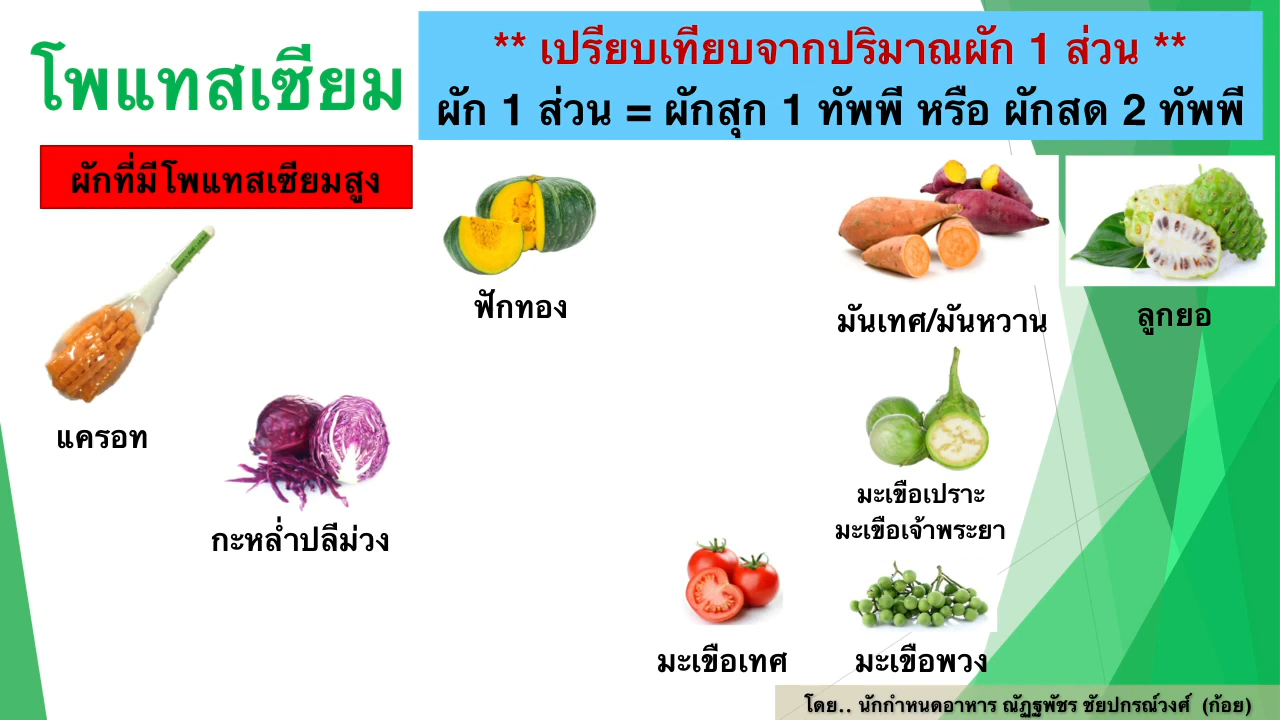 โพแทสเซียม
** เปรียบเทียบจากปริมาณผัก 1 ส่วน **
ผัก 1 ส่วน = ผักสุก 1 ทัพพี หรือ ผักสด 2 ทัพพี
ผักที่มีโพแทสเซียมสูง
ฟักทอง
มันเทศ/มันหวาน
ลูกยอ
แครอท
กะหล่ำปลีม่วง
มะเขือเปราะ
มะเขือเจ้าพระยา
มะเขือเทศ
มะเขือพวง
โดย.. นักกำหนดอาหาร ณัฏฐพัชร ชัยปกรณ์วงศ์ (ก้อย)